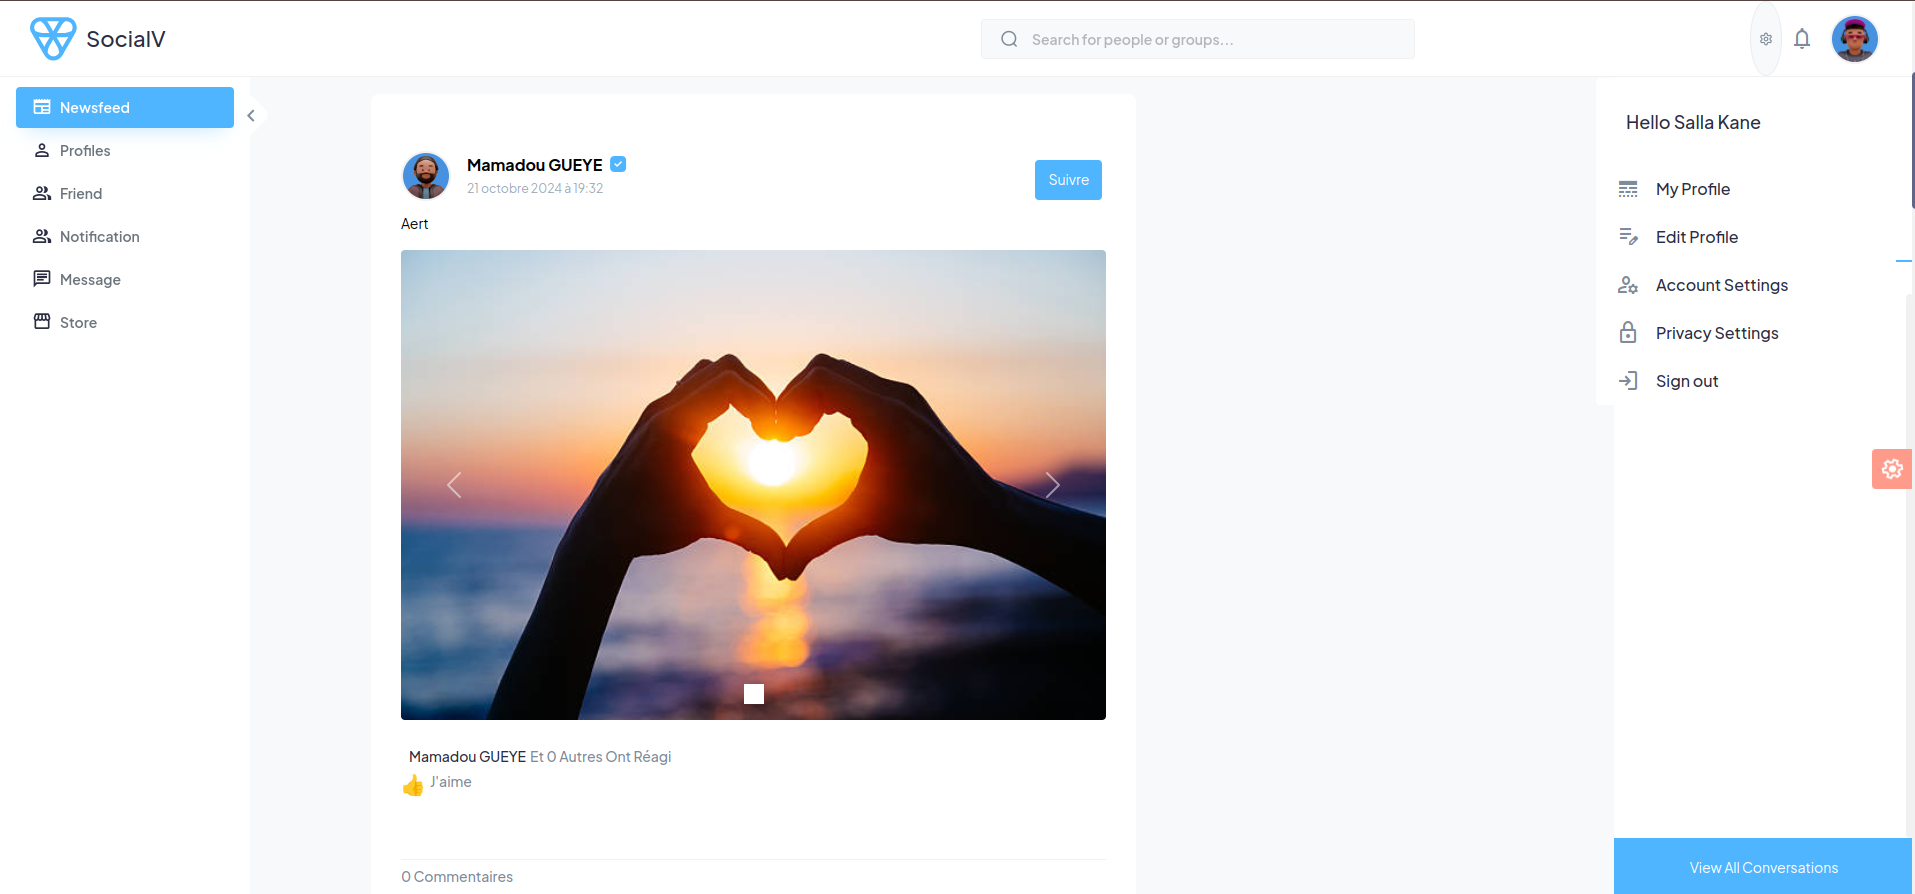 SocialV
Search for people or groups...
Newsfeed
Profiles
Friend
Notification
Message
Store
Mamadou GUEYE
21 octobre 2024 à 19:32
Suivre
Aert
Mamadou GUEYE Et 0 Autres Ont Réagi
👍 J'aime
0 Commentaires
Hello Salla Kane
My Profile
Edit Profile
Account Settings
Privacy Settings
Sign out
View All Conversations